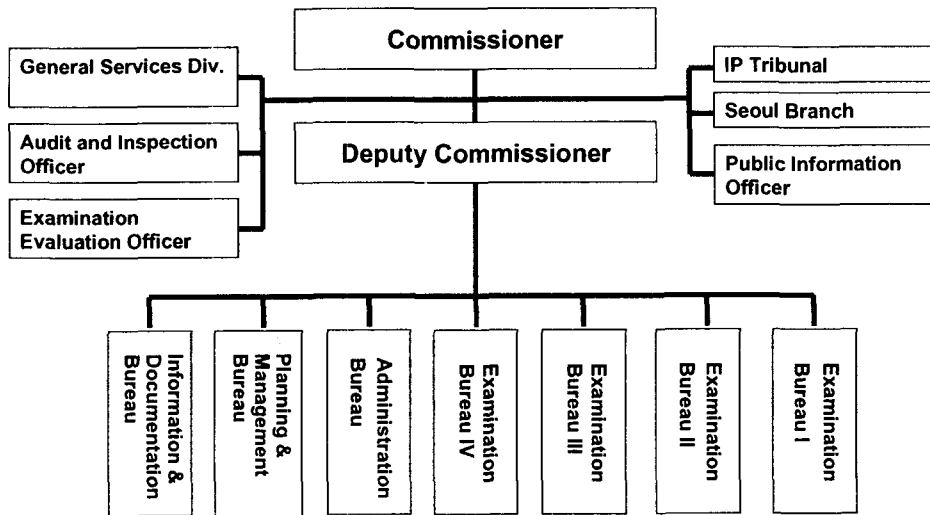 Commissioner
General Services Div.
IP Tribunal
Seoul Branch
Audit and Inspection
Officer
Deputy Commissioner
Public Information
Officer
Examination
Evaluation Officer
Information &
Documentation
Bureau
Planning &
Management
Bureau
Administration
Bureau
Examination
Bureau IV
Examination
Bureau III
Examination
Bureau II
Examination
Bureau I